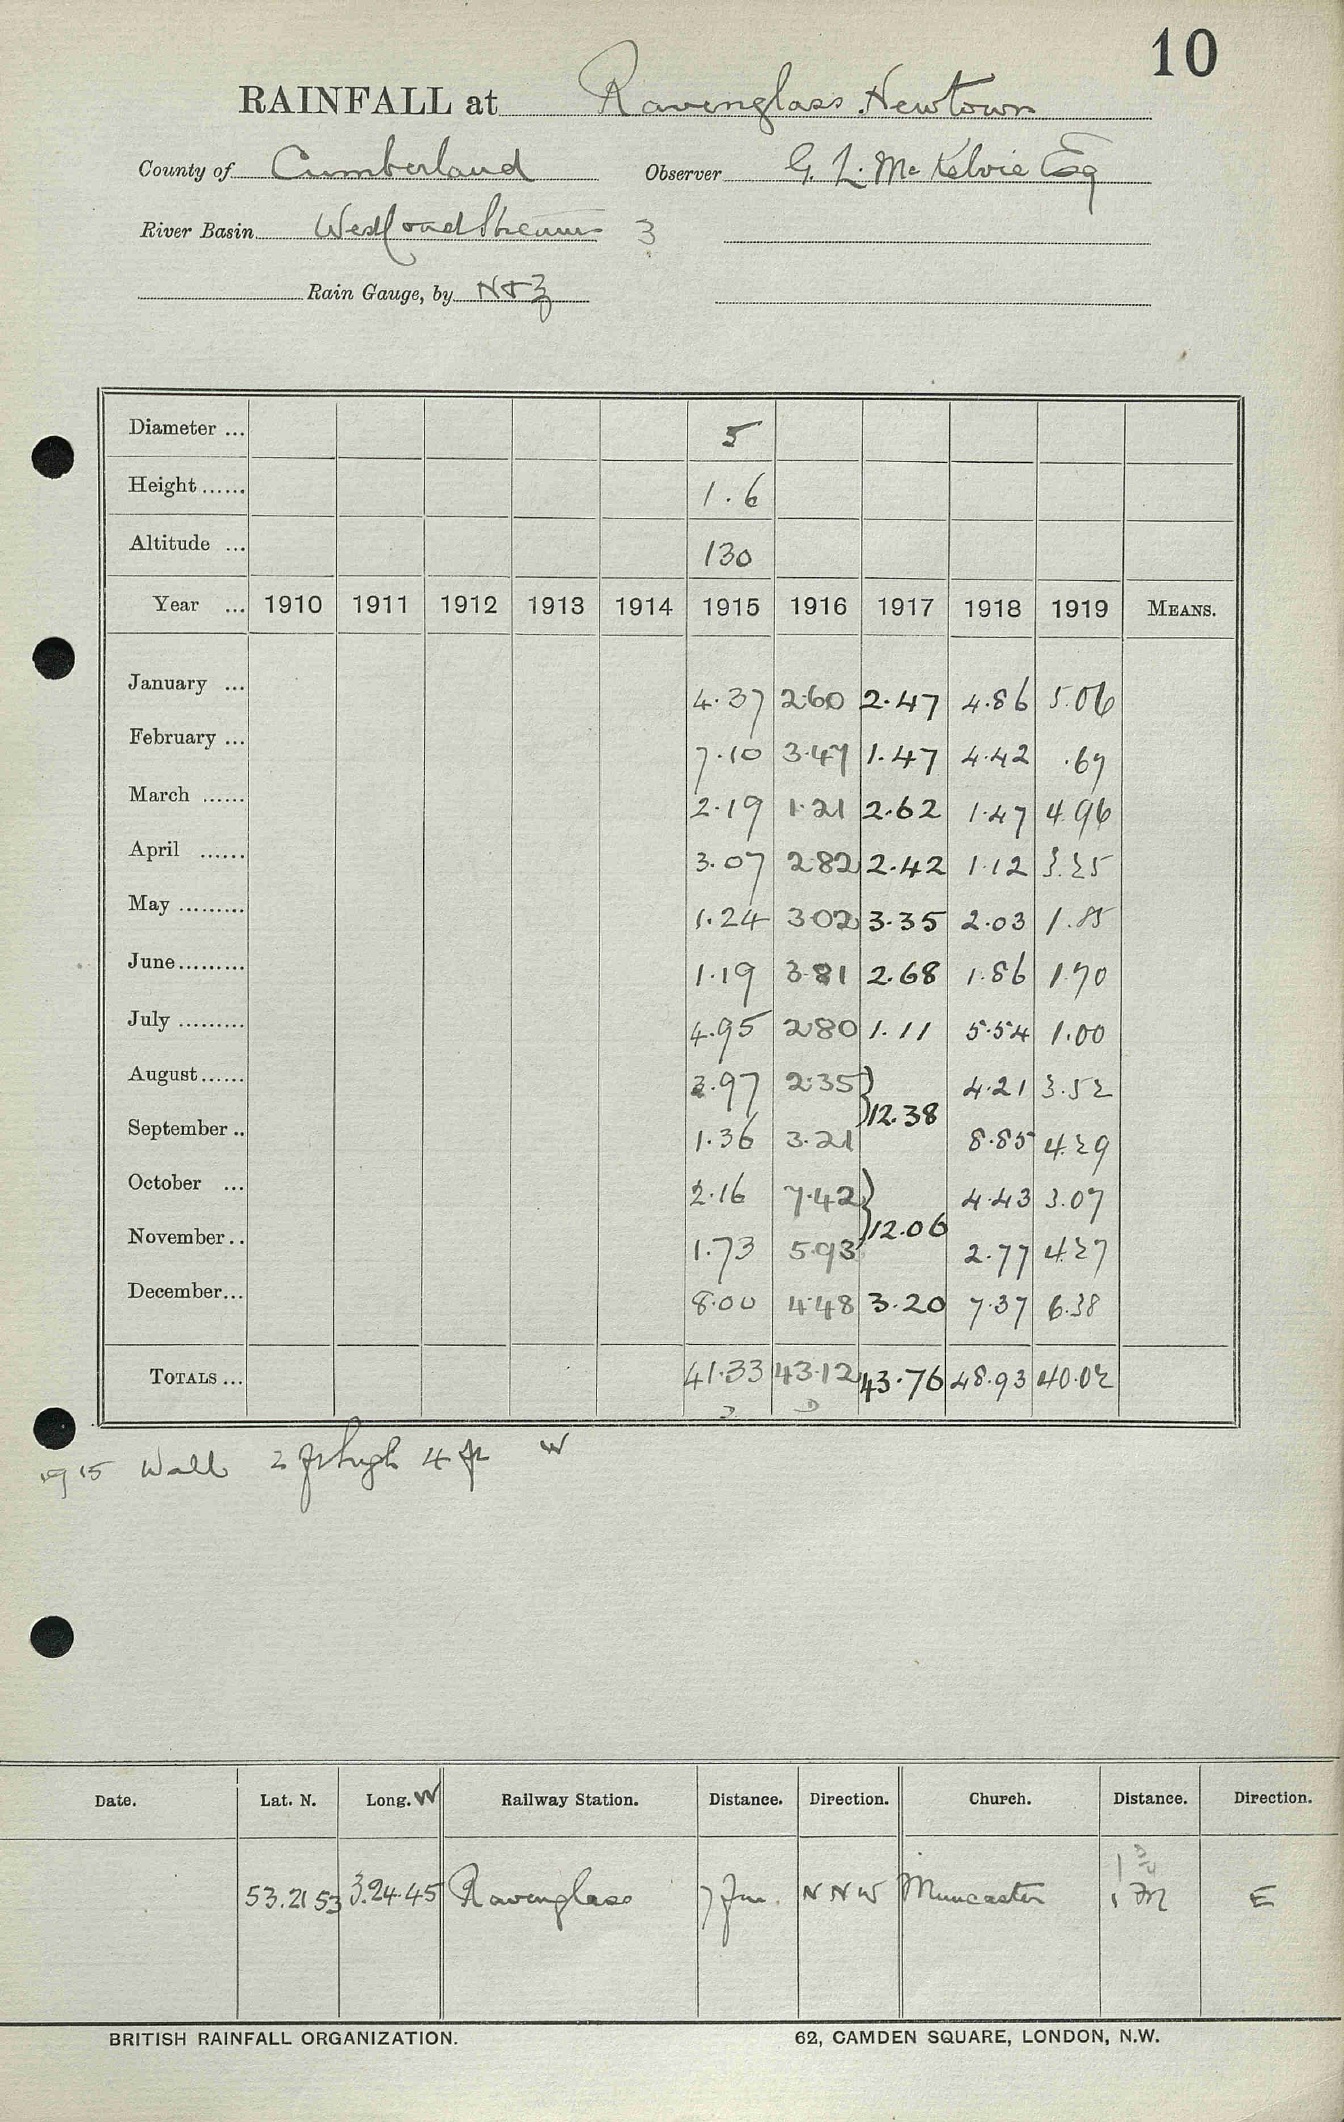 10
RAINFALL at Ravenglass. Newtown
County of Cumberland Observer G. L. Mc Kelvie Esq
River Basin West Coast Streams 3
Rain Gauge, by N & Z
Diameter ... 5
Height ...... 1.6
Altitude ... 130
Year ... 1910 1911 1912 1913 1914 1915 1916 1917 1918 1919 MEANS.
January ... 4.37 2.60 2.47 4.86 5.06
February ... 7.10 3.47 1.47 4.42 .67
March ...... 2.19 1.21 2.62 1.47 4.96
April ...... 3.07 2.82 2.42 1.12 3.25
May ......... 1.24 3.02 3.35 2.03 1.85
June ......... 1.19 3.81 2.68 1.86 1.70
July ......... 4.95 2.80 1.11 5.54 1.00
August ...... 3.97 2.35 } 4.21 3.52
12.38
September .. 1.36 3.21 8.85 4.29
October ... 2.16 7.42 } 4.43 3.07
12.06
November .. 1.73 5.93 2.77 4.27
December ... 8.00 4.48 3.20 7.37 6.38
TOTALS ... 41.33 43.12 43.76 48.93 40.02
1915 Wall 2 ft high 4 ft W
Date. Lat. N. Long. W Railway Station. Distance. Direction. Church. Distance. Direction.
53.21 53 3.24.45 Ravenglass 7 fur. N N W Muncaster 1 m E
BRITISH RAINFALL ORGANIZATION. 62, CAMDEN SQUARE, LONDON, N.W.